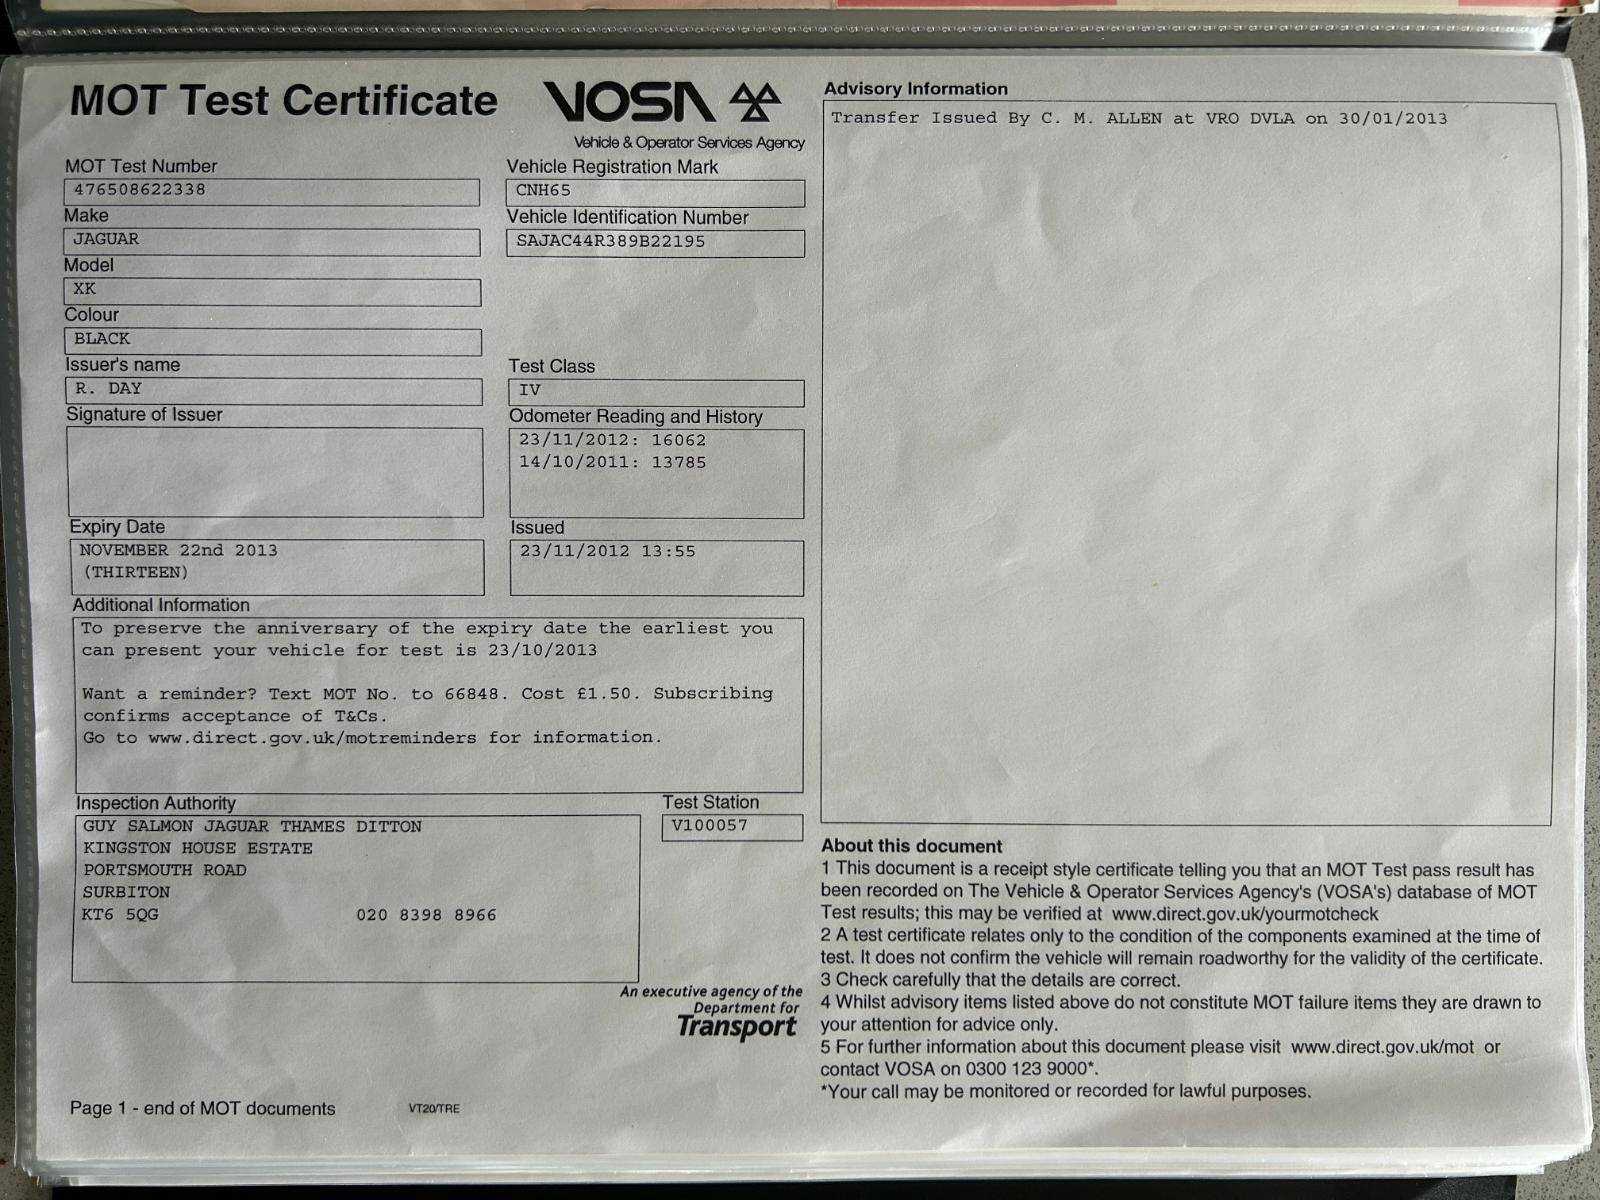 MOT Test Certificate
VOSA
Vehicle & Operator Services Agency
MOT Test Number
476508622338
Vehicle Registration Mark
CNH65
Make
JAGUAR
Vehicle Identification Number
SAJAC44R389B22195
Model
XK
Colour
BLACK
Issuer's name
R. DAY
Test Class
IV
Signature of Issuer
Odometer Reading and History
23/11/2012: 16062
14/10/2011: 13785
Expiry Date
NOVEMBER 22nd 2013
(THIRTEEN)
Issued
23/11/2012 13:55
Additional Information
To preserve the anniversary of the expiry date the earliest you
can present your vehicle for test is 23/10/2013
Want a reminder? Text MOT No. to 66848. Cost £1.50. Subscribing
confirms acceptance of T&Cs.
Go to www.direct.gov.uk/motreminders for information.
Inspection Authority
GUY SALMON JAGUAR THAMES DITTON
KINGSTON HOUSE ESTATE
PORTSMOUTH ROAD
SURBITON
KT6 5QG 020 8398 8966
Test Station
V100057
An executive agency of the
Department for
Transport
Page 1 - end of MOT documents
VT20/TRE
Advisory Information
Transfer Issued By C. M. ALLEN at VRO DVLA on 30/01/2013
About this document
1 This document is a receipt style certificate telling you that an MOT Test pass result has
been recorded on The Vehicle & Operator Services Agency's (VOSA's) database of MOT
Test results; this may be verified at www.direct.gov.uk/yourmotcheck
2 A test certificate relates only to the condition of the components examined at the time of
test. It does not confirm the vehicle will remain roadworthy for the validity of the certificate.
3 Check carefully that the details are correct.
4 Whilst advisory items listed above do not constitute MOT failure items they are drawn to
your attention for advice only.
5 For further information about this document please visit www.direct.gov.uk/mot or
contact VOSA on 0300 123 9000*.
*Your call may be monitored or recorded for lawful purposes.